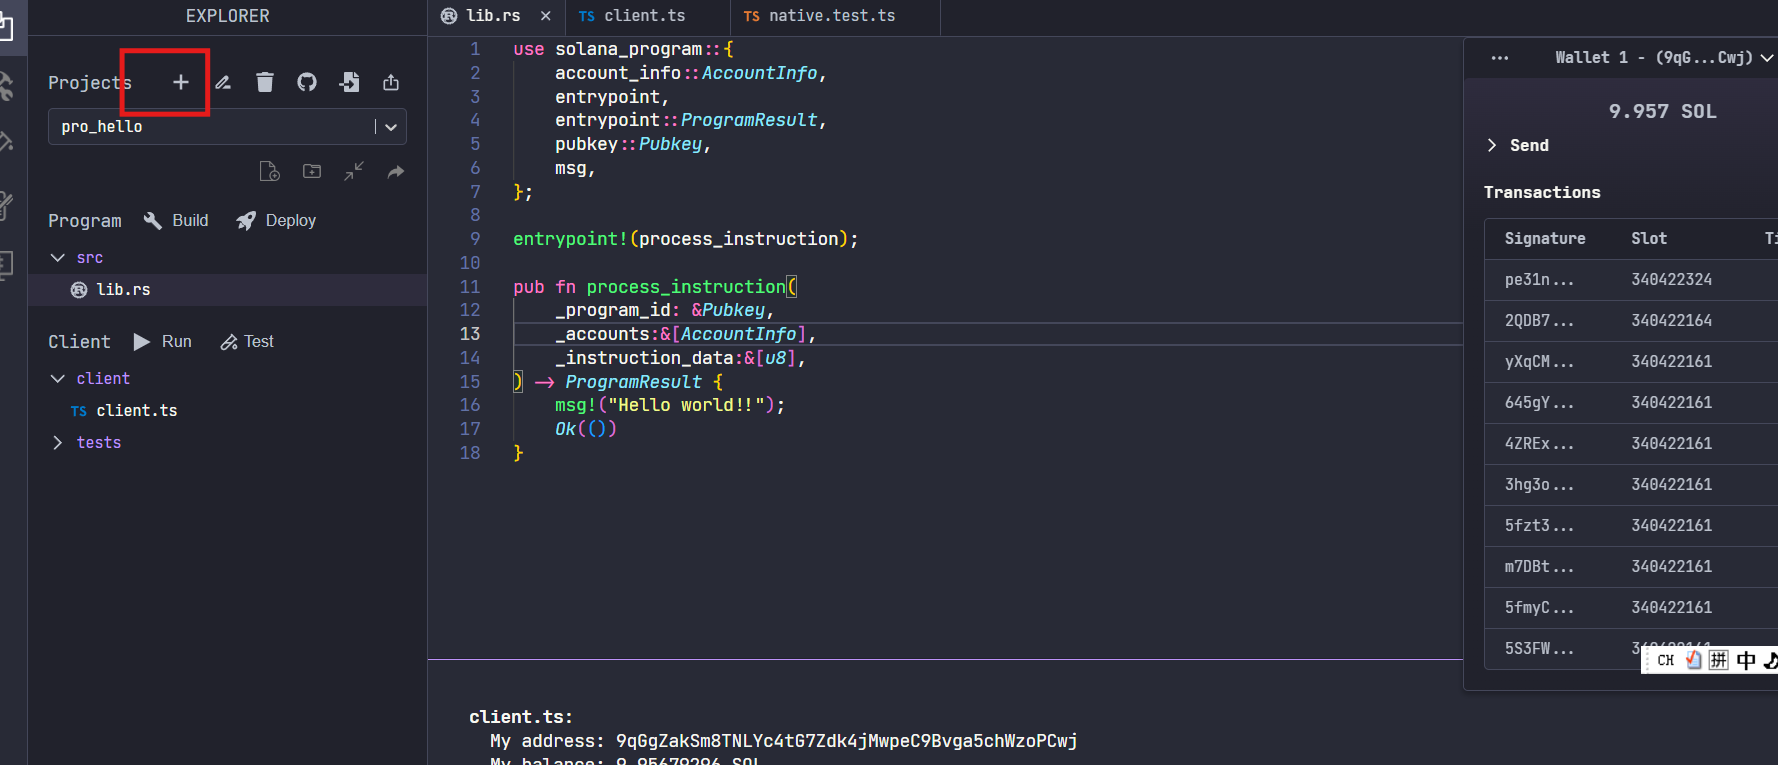 EXPLORER
Projects
pro_hello
Program Build Deploy
src
lib.rs
Client Run Test
client
TS client.ts
tests
lib.rs
TS client.ts
TS native.test.ts
1 use solana_program::{
2 account_info::AccountInfo,
3 entrypoint,
4 entrypoint::ProgramResult,
5 pubkey::Pubkey,
6 msg,
7 };
8
9 entrypoint!(process_instruction);
10
11 pub fn process_instruction(
12 _program_id: &Pubkey,
13 _accounts:&[AccountInfo],
14 _instruction_data:&[u8],
15 ) -> ProgramResult {
16 msg!("Hello world!!");
17 Ok(())
18 }
client.ts:
My address: 9qGgZakSm8TNLYc4tG7Zdk4jMwpeC9Bvga5chWzoPCwj
My balance: 9.95679296 SOL
Wallet 1 - (9qG...Cwj)
9.957 SOL
Send
Transactions
Signature Slot Ti
pe31n... 340422324
2QDB7... 340422164
yXqCM... 340422161
645gY... 340422161
4ZREx... 340422161
3hg3o... 340422161
5fzt3... 340422161
m7DBt... 340422161
5fmyC... 340422161
5S3FW...
CH 拼 中